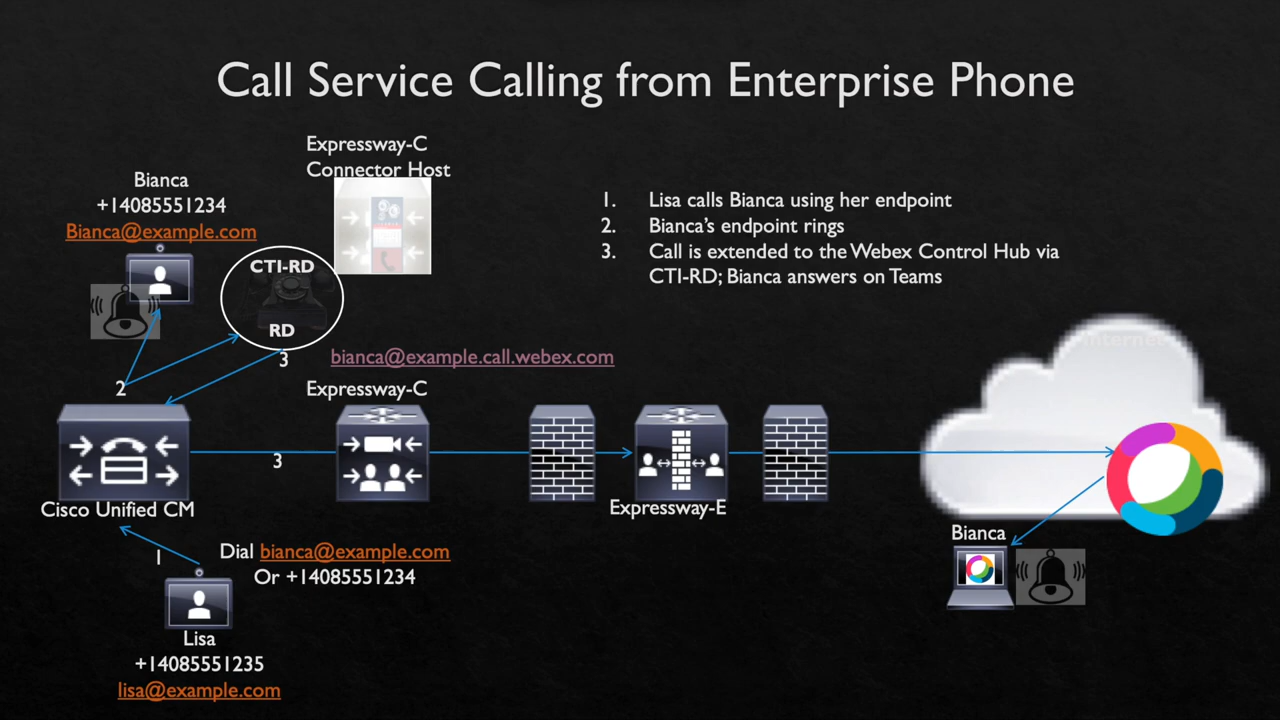 Call Service Calling from Enterprise Phone
Expressway-C
Connector Host
Bianca
+14085551234
Bianca@example.com
1. Lisa calls Bianca using her endpoint
2. Bianca's endpoint rings
3. Call is extended to the Webex Control Hub via
CTI-RD; Bianca answers on Teams
CTI-RD
RD
3
bianca@example.call.webex.com
2
Expressway-C
Internet
3
Cisco Unified CM
Expressway-E
1
Dial bianca@example.com
Or +14085551234
Bianca
Lisa
+14085551235
lisa@example.com